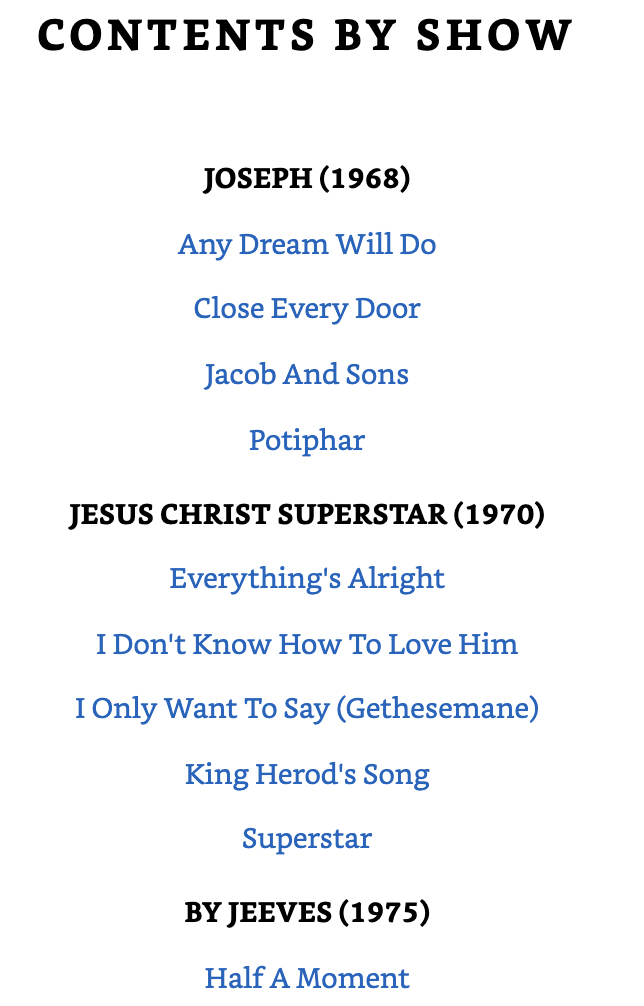 CONTENTS BY SHOW
JOSEPH (1968)
Any Dream Will Do
Close Every Door
Jacob And Sons
Potiphar
JESUS CHRIST SUPERSTAR (1970)
Everything's Alright
I Don't Know How To Love Him
I Only Want To Say (Gethesemane)
King Herod's Song
Superstar
BY JEEVES (1975)
Half A Moment